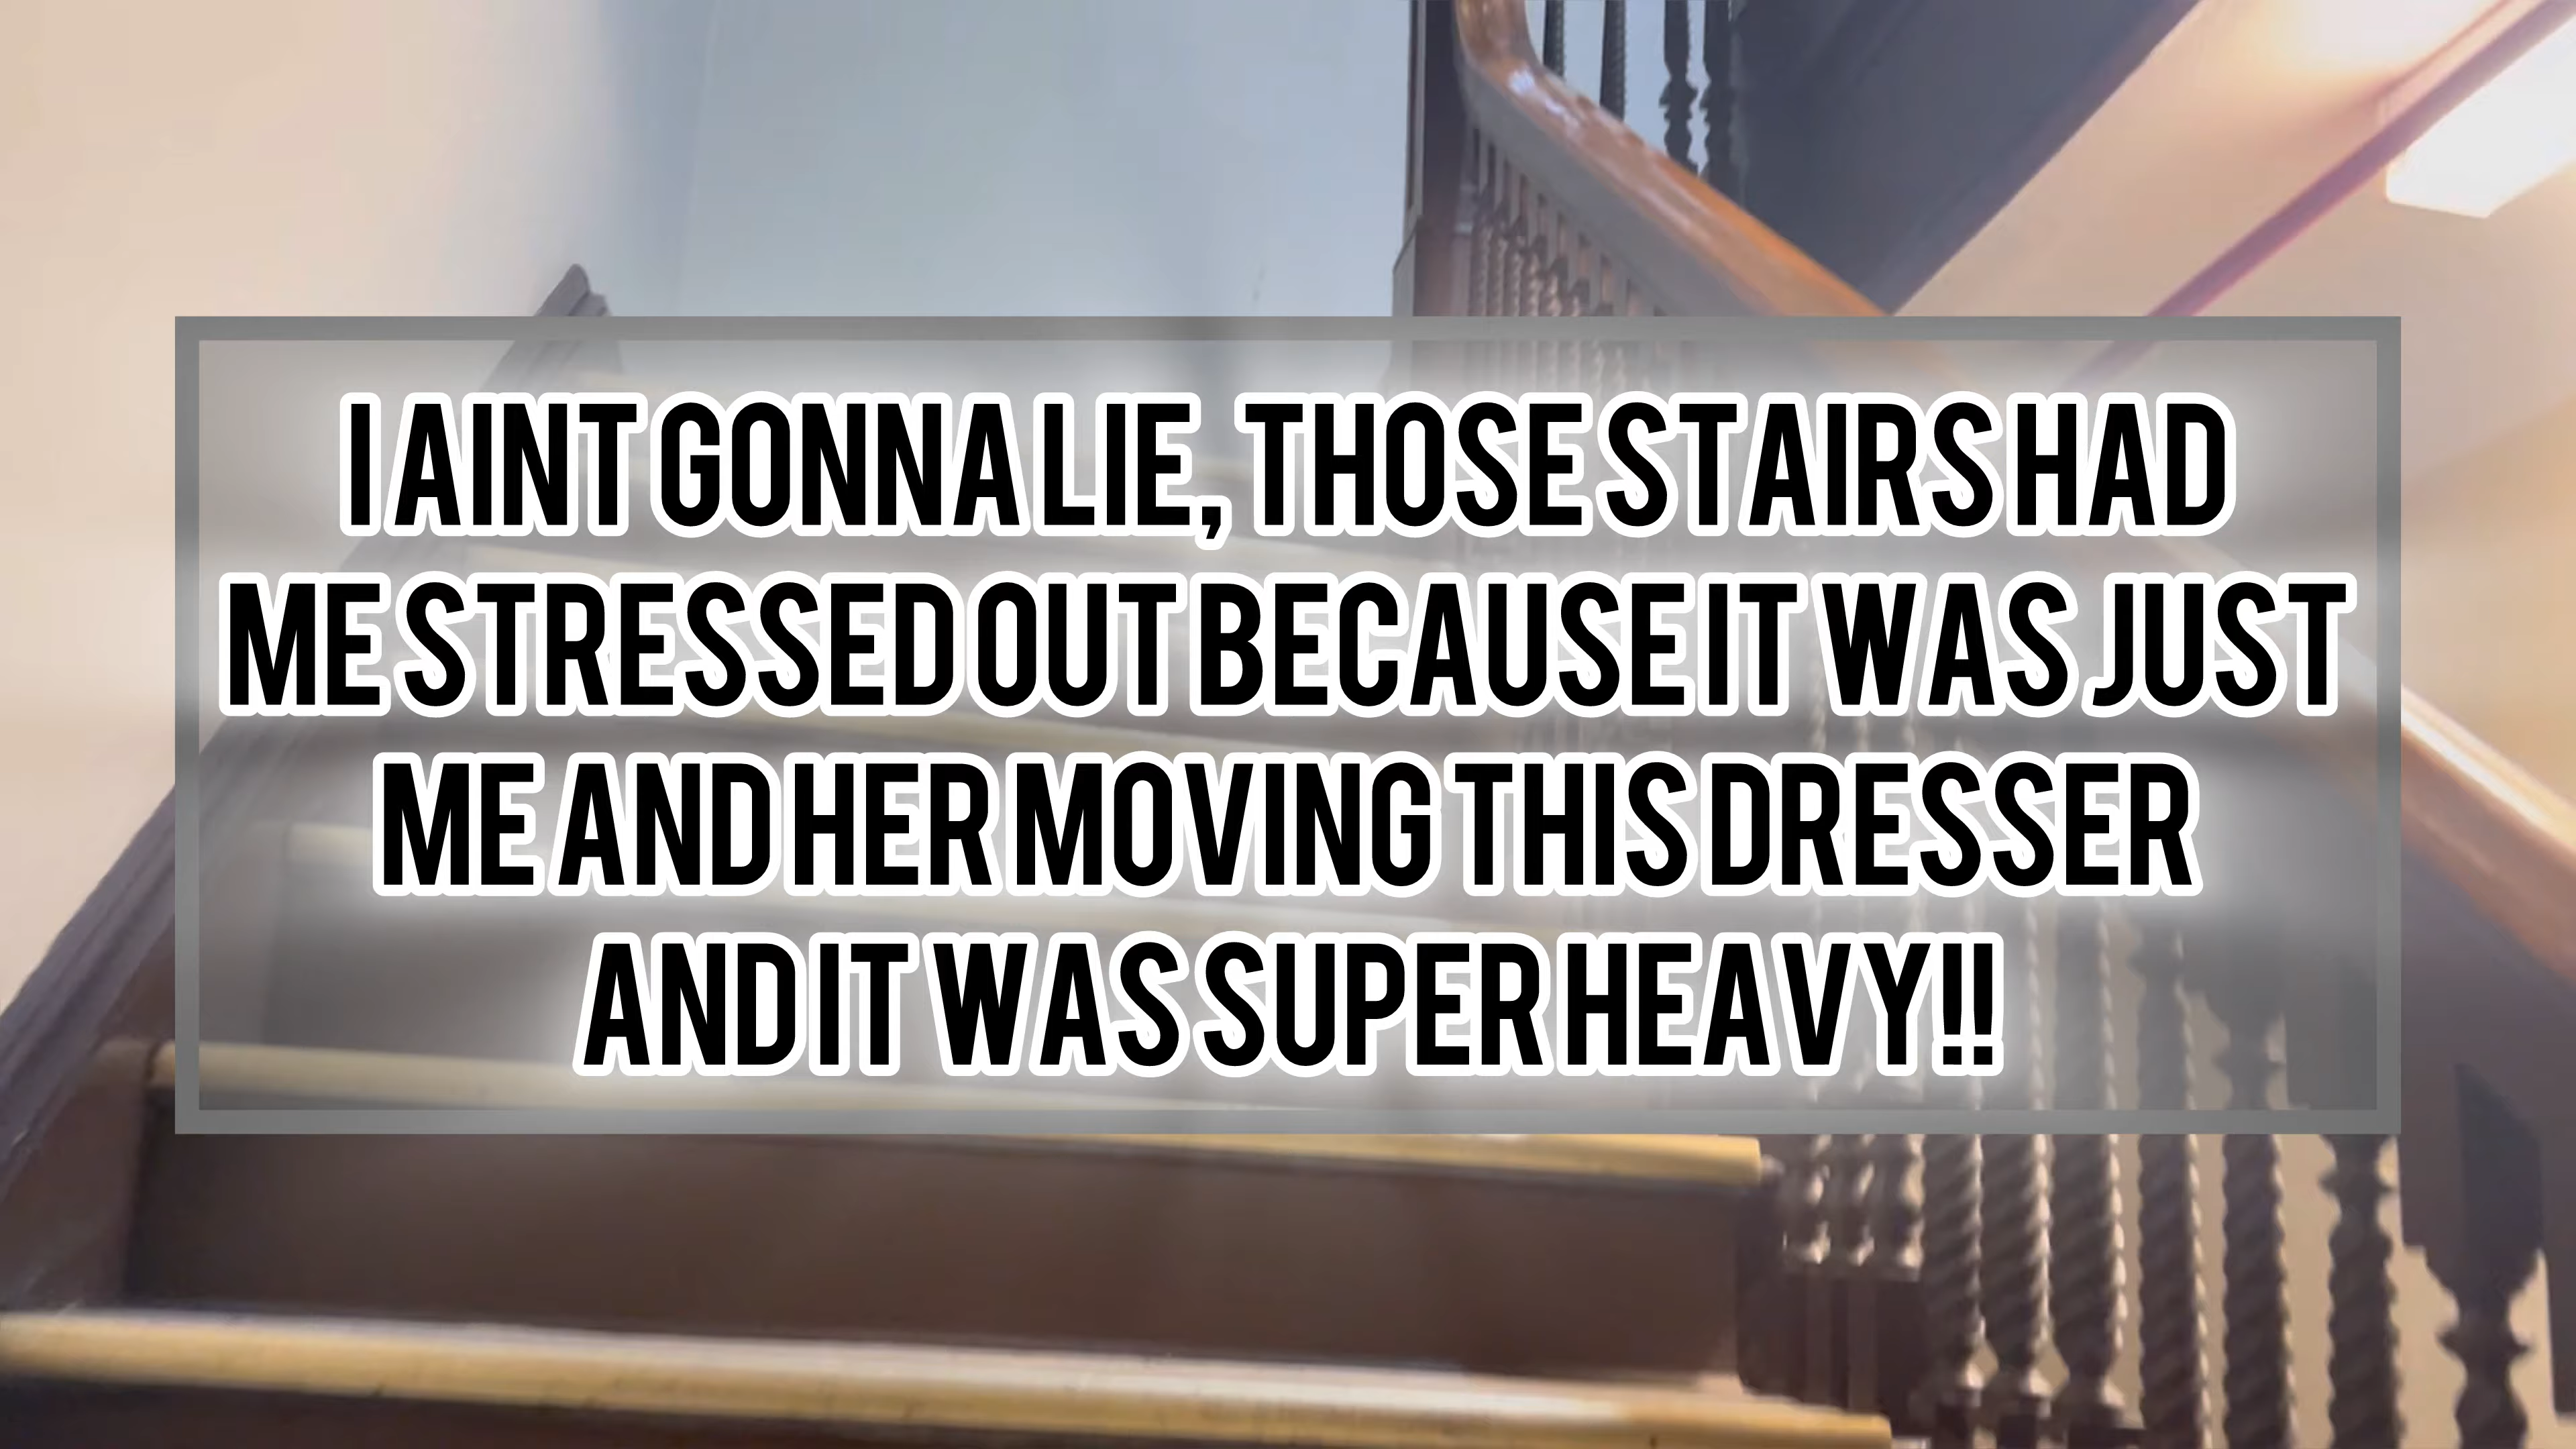 I AINT GONNA LIE, THOSE STAIRS HAD
ME STRESSED OUT BECAUSE IT WAS JUST
ME AND HER MOVING THIS DRESSER
AND IT WAS SUPER HEAVY!!